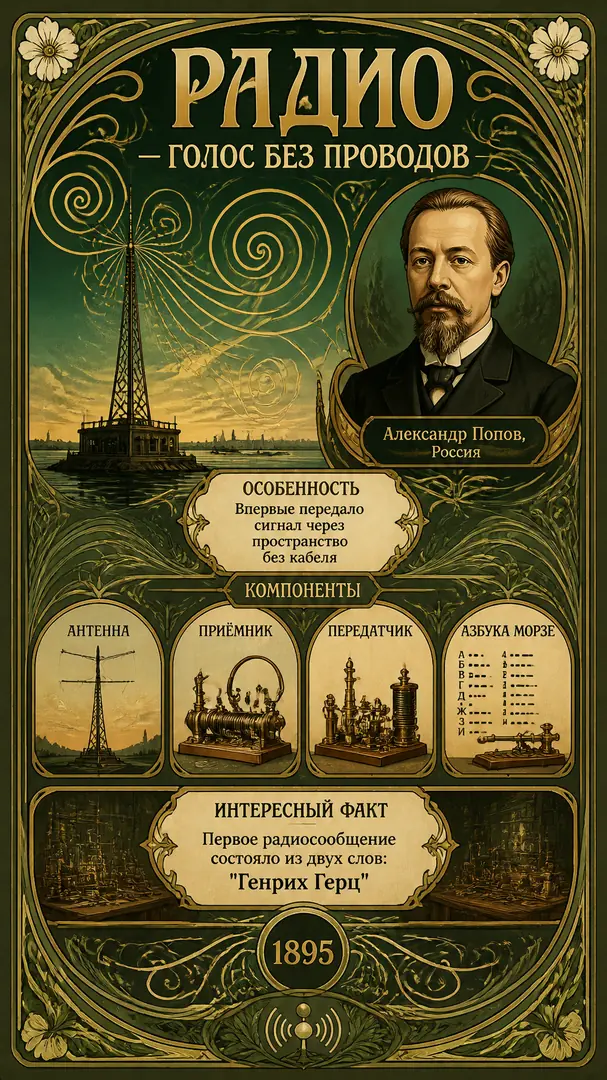 РАДИО
— ГОЛОС БЕЗ ПРОВОДОВ —
Александр Попов,
Россия
ОСОБЕННОСТЬ
Впервые передало
сигнал через
пространство
без кабеля
КОМПОНЕНТЫ
АНТЕННА
ПРИЁМНИК
ПЕРЕДАТЧИК
АЗБУКА МОРЗЕ
А
Б
В
Г
Д
Ж
З
И
ИНТЕРЕСНЫЙ ФАКТ
Первое радиосообщение
состояло из двух слов:
"Генрих Герц"
1895